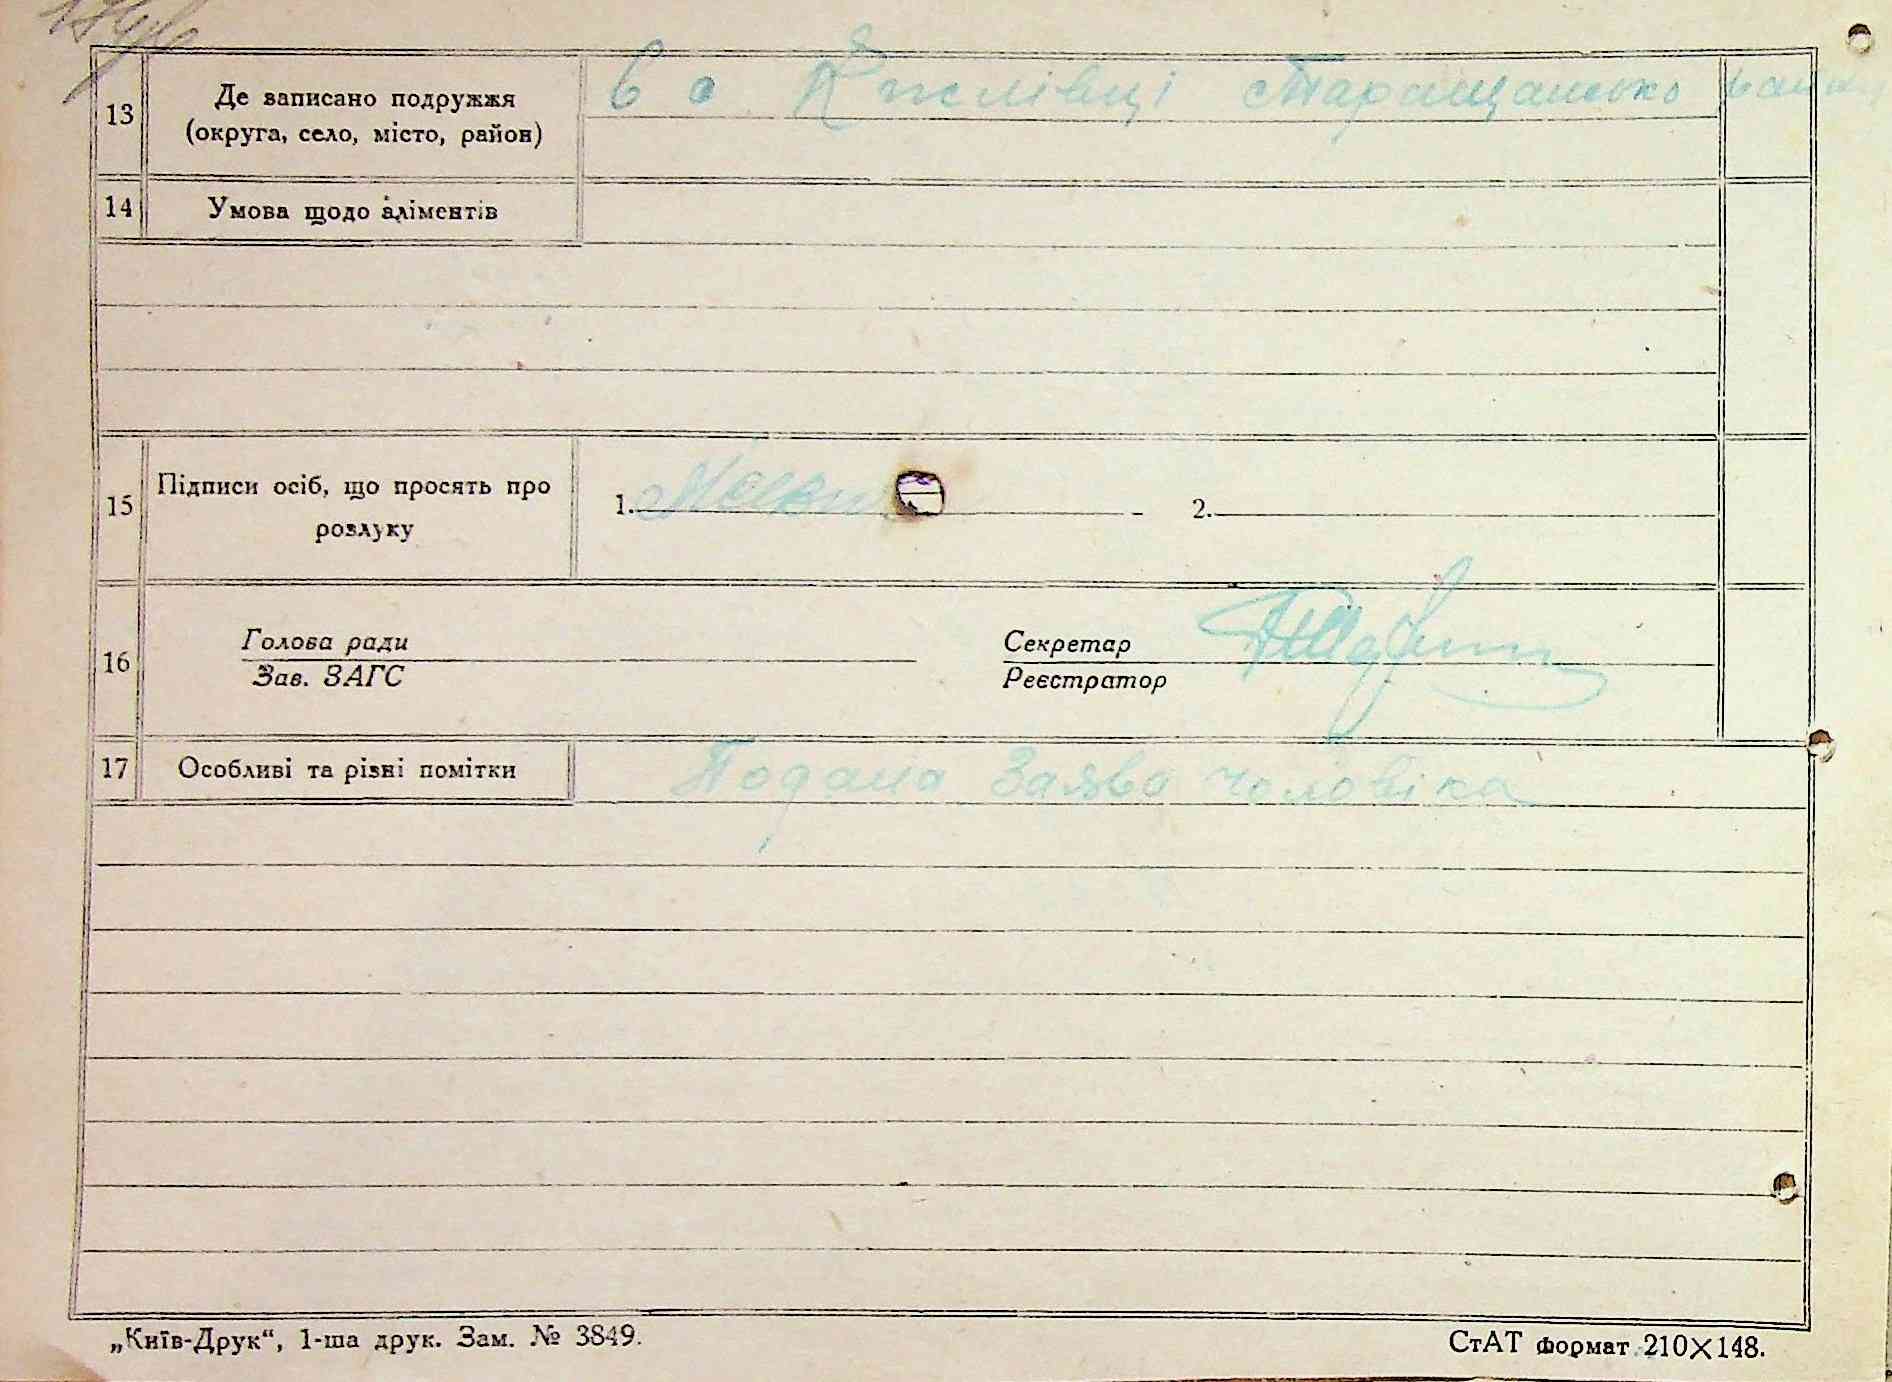 13 Де записано подружжя
(округа, село, місто, район)
в с Кислівці Таращансько
14 Умова щодо аліментів
15 Підписи осіб, що просять про
розлуку
1. 2.
16 Голова ради
Зав. ЗАГС
Секретар
Реєстратор
17 Особливі та різні помітки Подана Заява чоловіка
„Київ-Друк“, 1-ша друк. Зам. № 3849. СтАТ формат 210×148.